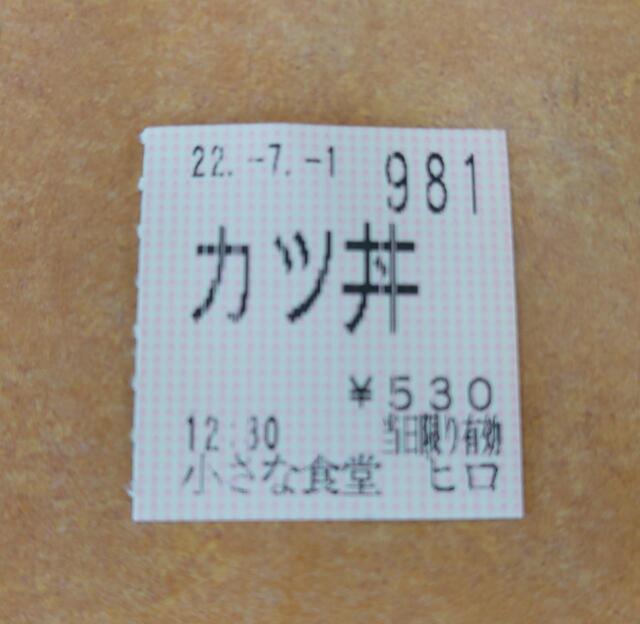 22.-7.-1 981
カツ丼
¥530
12:30 当日限り有効
小さな食堂 ヒロ